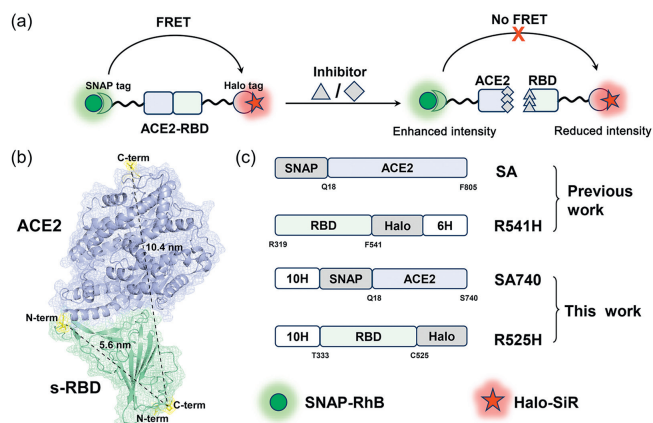 (a)
FRET
No FRET
SNAP tag
Halo tag
ACE2-RBD
Inhibitor
/
ACE2
RBD
Enhanced intensity
Reduced intensity
(b)
C-term
ACE2
10.4 nm
N-term
5.6 nm
s-RBD
N-term
C-term
(c)
SNAP
ACE2
SA
Q18
F805
Previous
work
RBD
Halo
6H
R541H
R319
F541
10H
SNAP
ACE2
SA740
Q18
S740
This work
10H
RBD
Halo
R525H
T333
C525
SNAP-RhB
Halo-SiR